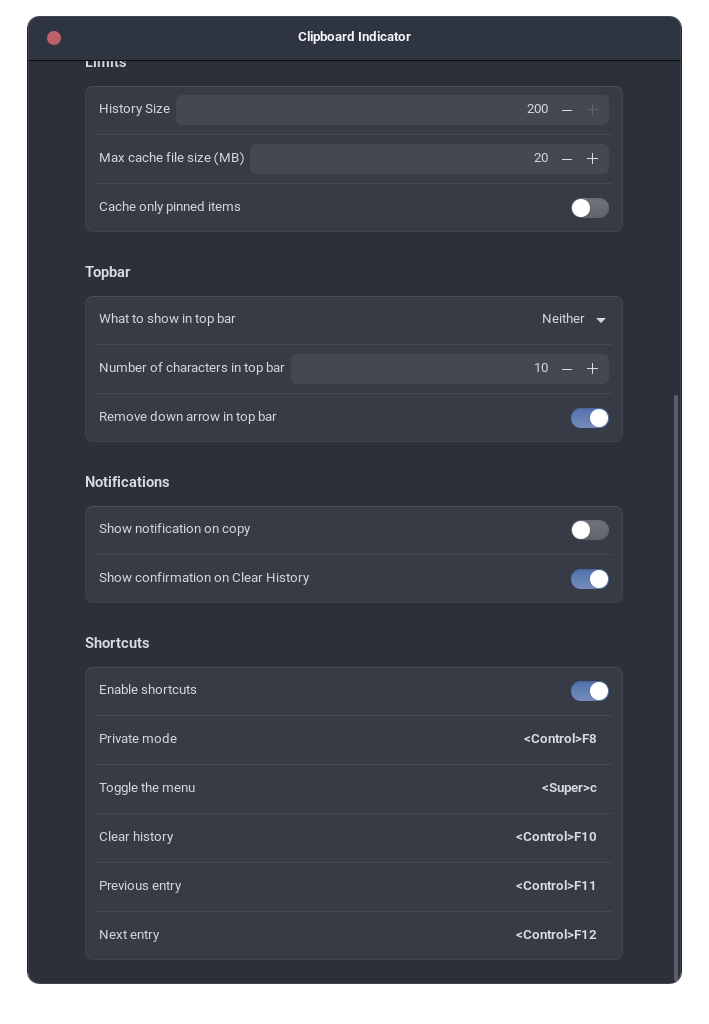 Clipboard Indicator
Limits
History Size 200
Max cache file size (MB) 20
Cache only pinned items
Topbar
What to show in top bar Neither
Number of characters in top bar 10
Remove down arrow in top bar
Notifications
Show notification on copy
Show confirmation on Clear History
Shortcuts
Enable shortcuts
Private mode <Control>F8
Toggle the menu <Super>c
Clear history <Control>F10
Previous entry <Control>F11
Next entry <Control>F12